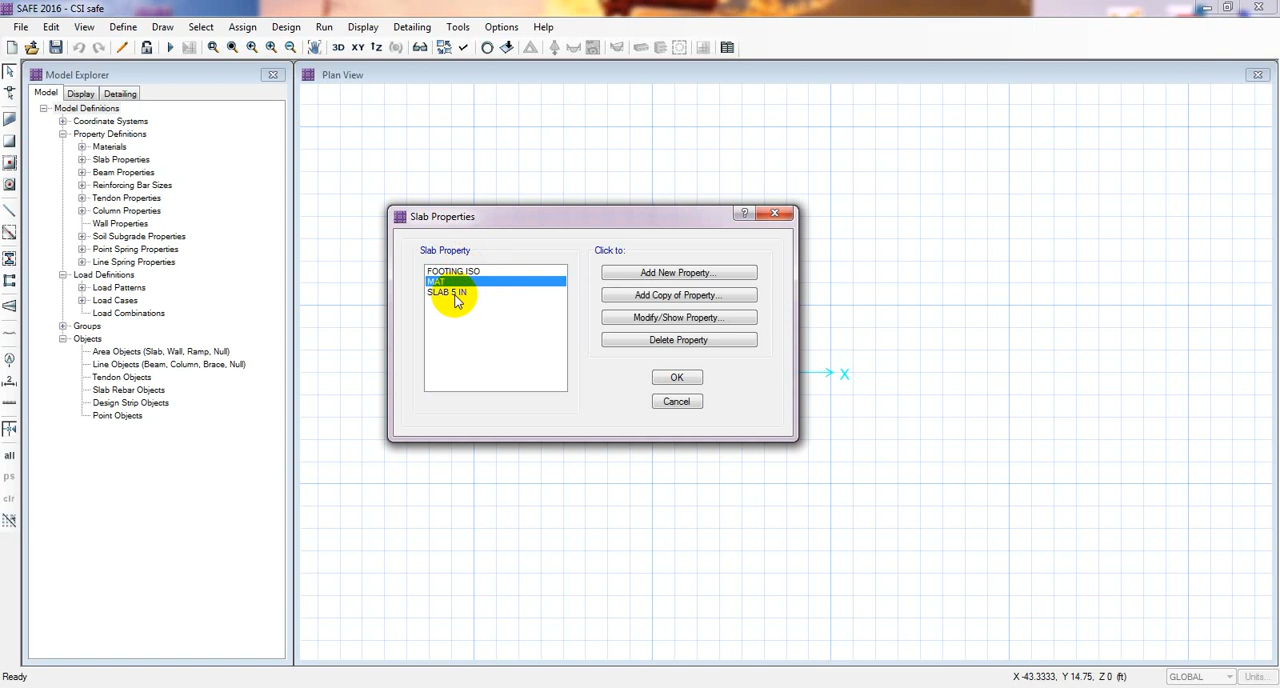 SAFE 2016 - CSI safe
File Edit View Define Draw Select Assign Design Run Display Detailing Tools Options Help
3D XY
Model Explorer
Plan View
Model Display Detailing
Model Definitions
Coordinate Systems
Property Definitions
Materials
Slab Properties
Beam Properties
Reinforcing Bar Sizes
Tendon Properties
Column Properties
Wall Properties
Soil Subgrade Properties
Point Spring Properties
Line Spring Properties
Load Definitions
Load Patterns
Load Cases
Load Combinations
Groups
Objects
Area Objects (Slab, Wall, Ramp, Null)
Line Objects (Beam, Column, Brace, Null)
Tendon Objects
Slab Rebar Objects
Design Strip Objects
Point Objects
all
ps
clr
Slab Properties
Slab Property
FOOTING ISO
MAT
SLAB 5 IN
Click to:
Add New Property...
Add Copy of Property...
Modify/Show Property...
Delete Property
OK
Cancel
X
Ready
X -43.3333, Y 14.75, Z 0 (ft)
GLOBAL
Units...